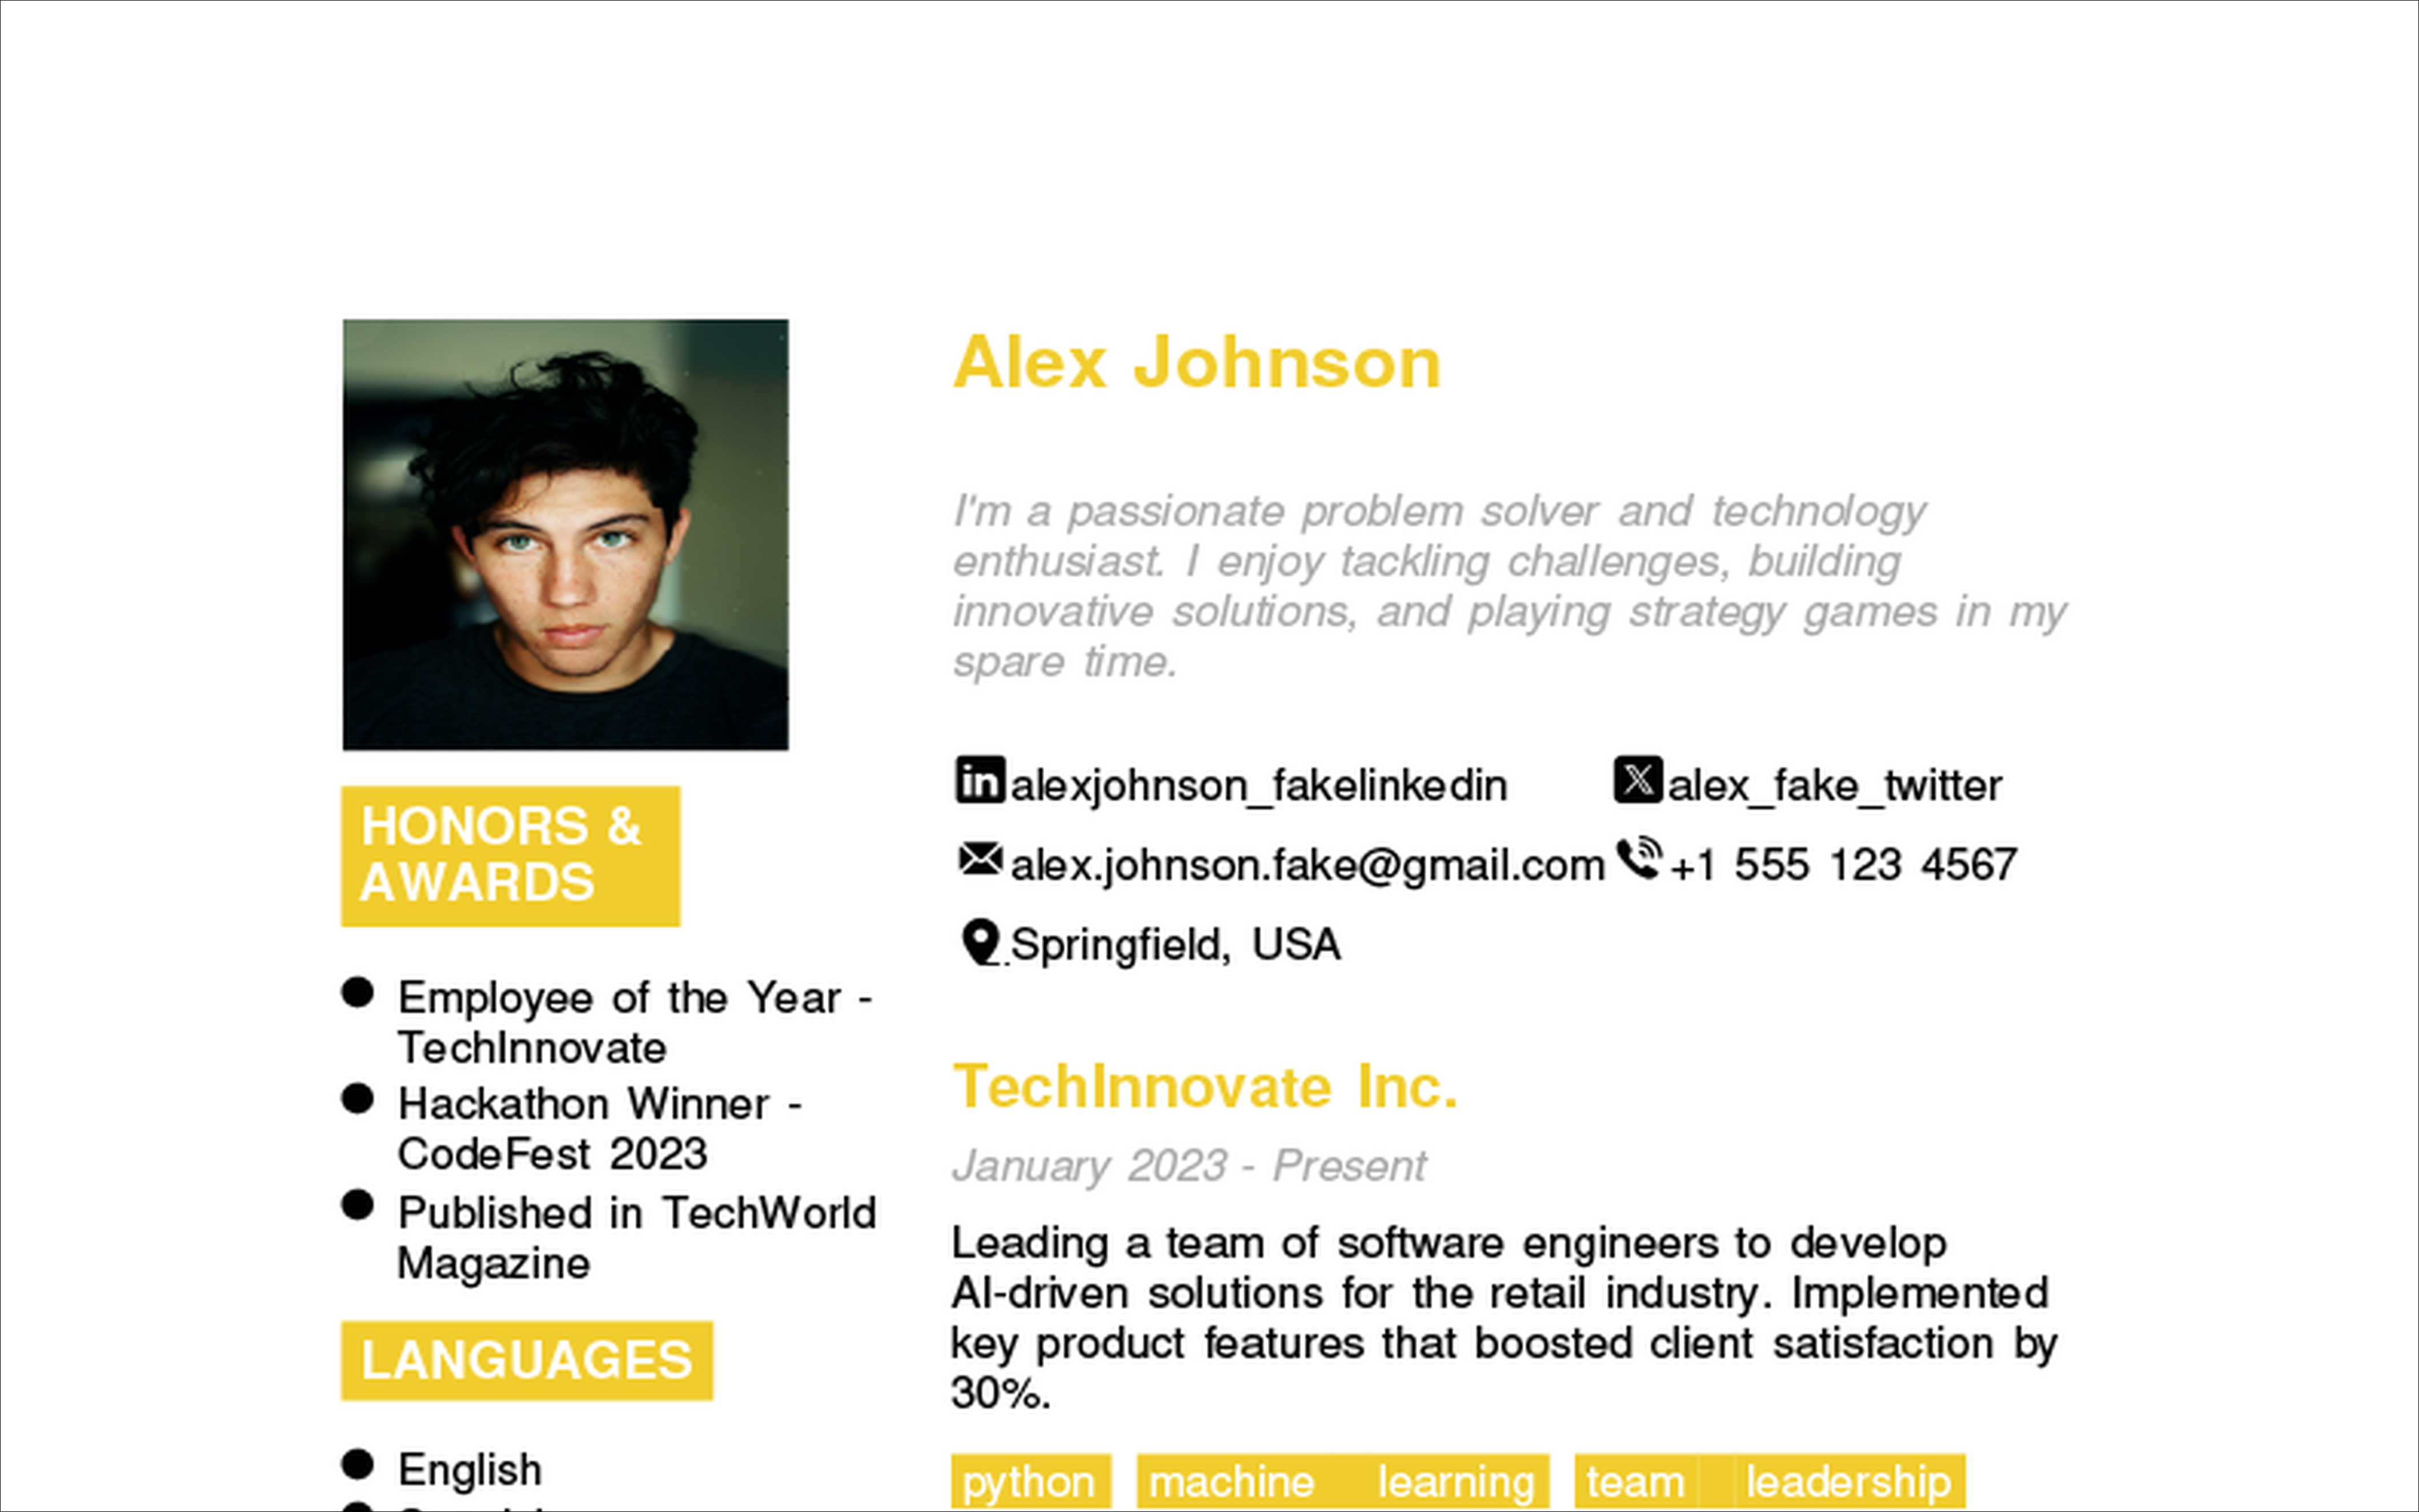 Alex Johnson
I'm a passionate problem solver and technology
enthusiast. I enjoy tackling challenges, building
innovative solutions, and playing strategy games in my
spare time.
in alexjohnson_fakelinkedin
X alex_fake_twitter
alex.johnson.fake@gmail.com
+1 555 123 4567
Springfield, USA
HONORS &
AWARDS
Employee of the Year -
TechInnovate
Hackathon Winner -
CodeFest 2023
Published in TechWorld
Magazine
LANGUAGES
English
TechInnovate Inc.
January 2023 - Present
Leading a team of software engineers to develop
AI-driven solutions for the retail industry. Implemented
key product features that boosted client satisfaction by
30%.
python machine learning team leadership